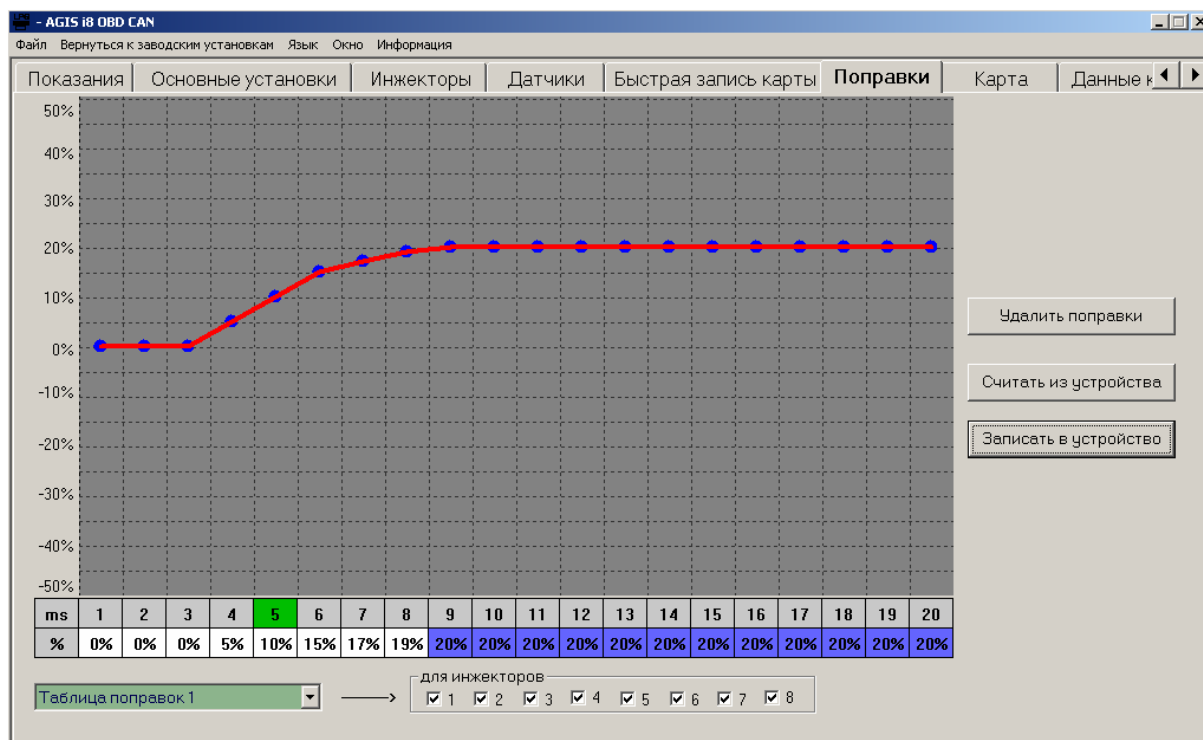 - AGIS i8 OBD CAN
Файл Вернуться к заводским установкам Язык Окно Информация
Показания Основные установки Инжекторы Датчики Быстрая запись карты Поправки Карта Данные к
50%
40%
30%
20%
10%
0%
-10%
-20%
-30%
-40%
-50%
Удалить поправки
Считать из устройства
Записать в устройство
ms 1 2 3 4 5 6 7 8 9 10 11 12 13 14 15 16 17 18 19 20
% 0% 0% 0% 5% 10% 15% 17% 19% 20% 20% 20% 20% 20% 20% 20% 20% 20% 20% 20% 20%
для инжекторов
Таблица поправок 1 1 2 3 4 5 6 7 8